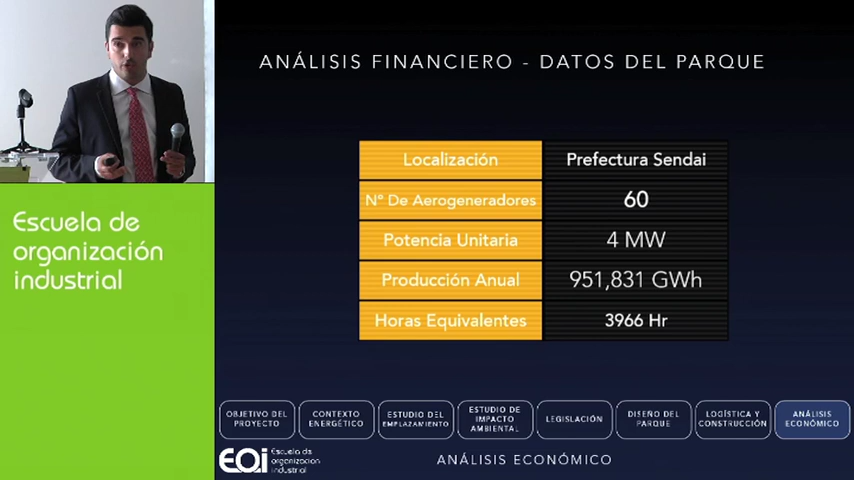 ANÁLISIS FINANCIERO - DATOS DEL PARQUE
Localización Prefectura Sendai
Nº De Aerogeneradores 60
Potencia Unitaria 4 MW
Producción Anual 951,831 GWh
Horas Equivalentes 3966 Hr
Escuela de
organización
industrial
OBJETIVO DEL
PROYECTO
CONTEXTO
ENERGÉTICO
ESTUDIO DEL
EMPLAZAMIENTO
ESTUDIO DE
IMPACTO
AMBIENTAL
LEGISLACIÓN
DISEÑO DEL
PARQUE
LOGÍSTICA Y
CONSTRUCCIÓN
ANÁLISIS
ECONÓMICO
EOi Escuela de
organización
industrial
ANÁLISIS ECONÓMICO